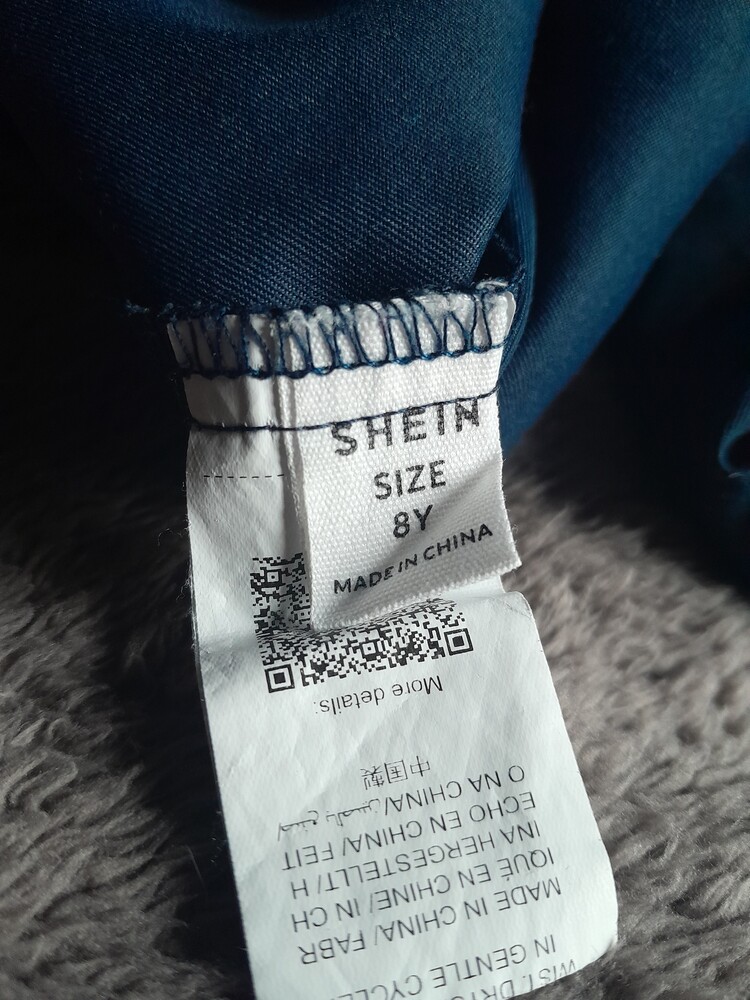 SHEIN
SIZE
8Y
MADE IN CHINA
IN GENTLE CYCLE
MADE IN CHINA/ FABR
IQUÉ EN CHINE/ IN CH
INA HERGESTELLT/ H
ECHO EN CHINA/ FEIT
O NA CHINA/
中国製
More details: